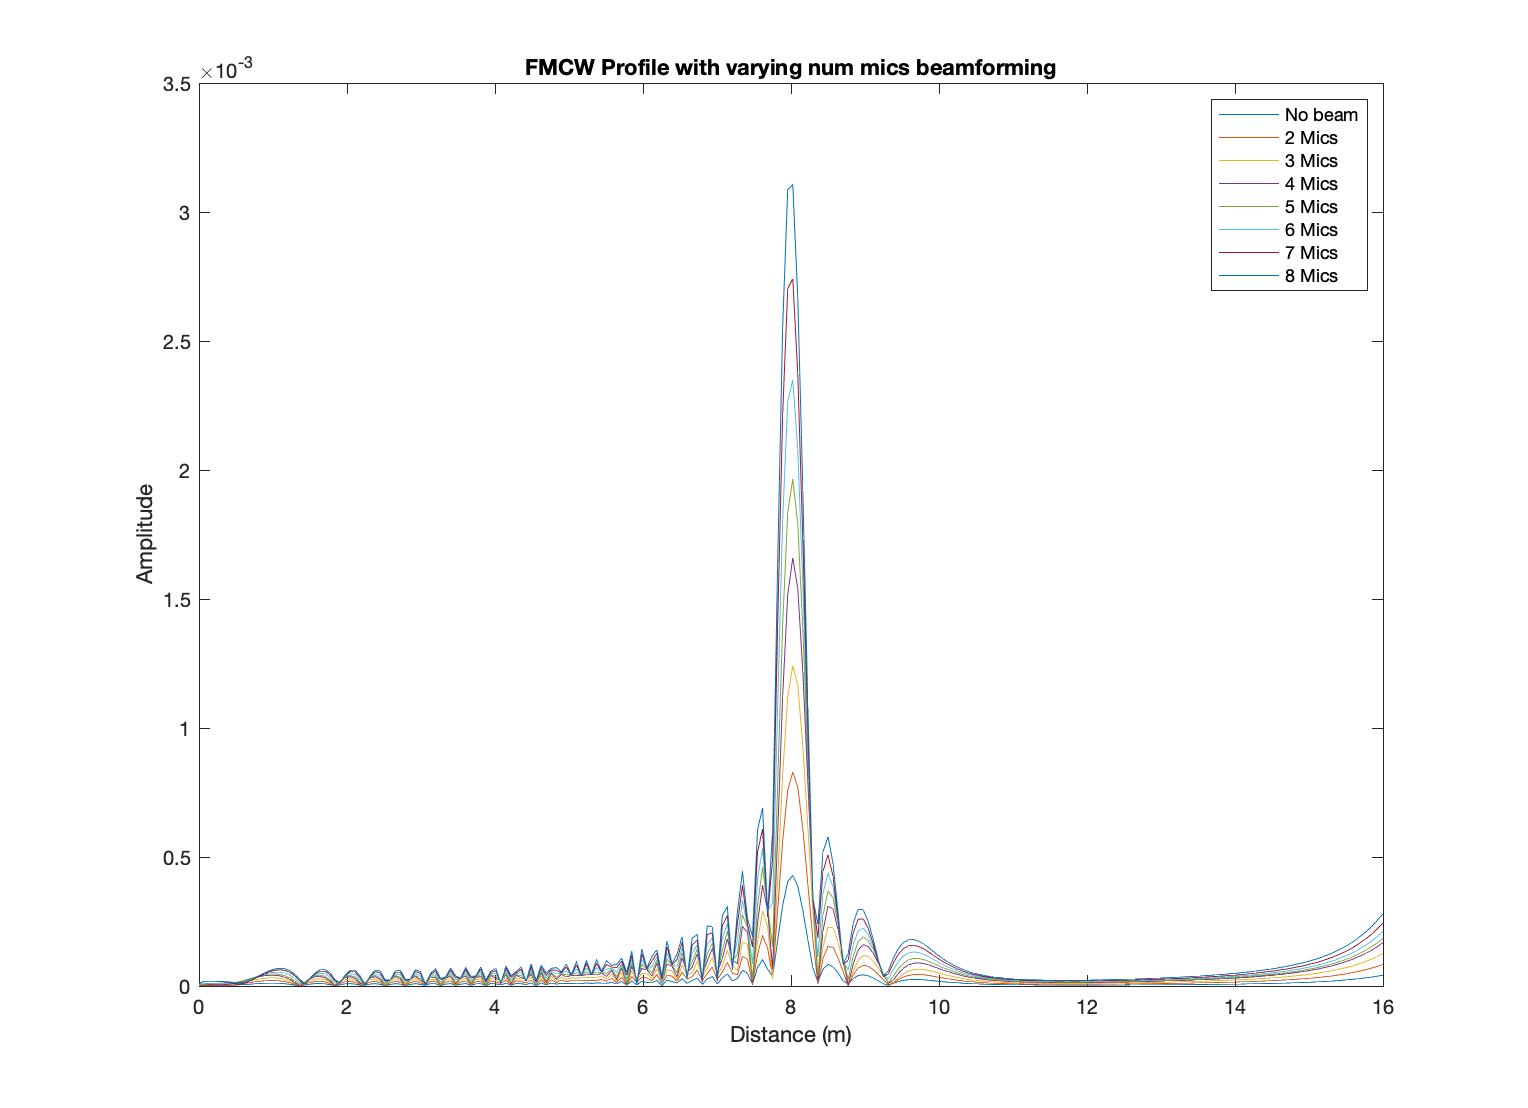 FMCW Profile with varying num mics beamforming
×10-3
3.5
3
2.5
2
1.5
1
0.5
0
Amplitude
No beam
2 Mics
3 Mics
4 Mics
5 Mics
6 Mics
7 Mics
8 Mics
0 2 4 6 8 10 12 14 16
Distance (m)